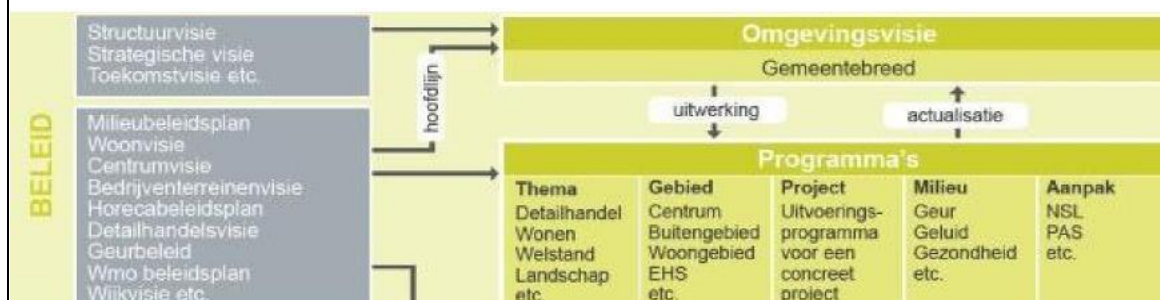 BELEID
Structuurvisie
Strategische visie
Toekomstvisie etc.
Milieubeleidsplan
Woonvisie
Centrumvisie
Bedrijventerreinenvisie
Horecabeleidsplan
Detailhandelsvisie
Geurbeleid
Wmo beleidsplan
Wijkvisie etc.
hoofdlijn
Omgevingsvisie
Gemeentebreed
uitwerking
actualisatie
Programma's
Thema
Detailhandel
Wonen
Welstand
Landschap
etc.
Gebied
Centrum
Buitengebied
Woongebied
EHS
etc.
Project
Uitvoerings-
programma
voor een
concreet
project
Milieu
Geur
Geluid
Gezondheid
etc.
Aanpak
NSL
PAS
etc.